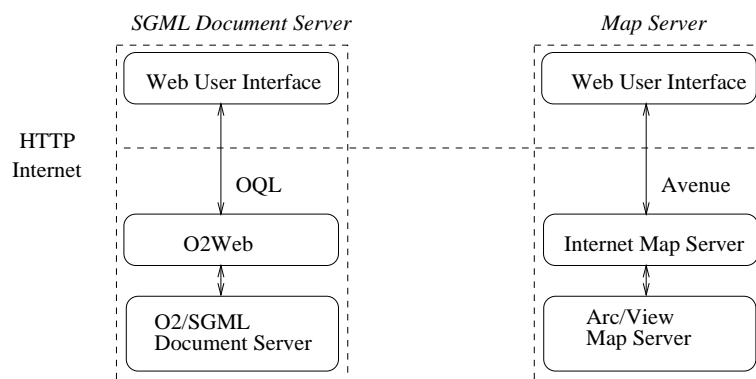 SGML Document Server
Map Server
Web User Interface
Web User Interface
HTTP
Internet
OQL
Avenue
O2Web
Internet Map Server
O2/SGML
Document Server
Arc/View
Map Server